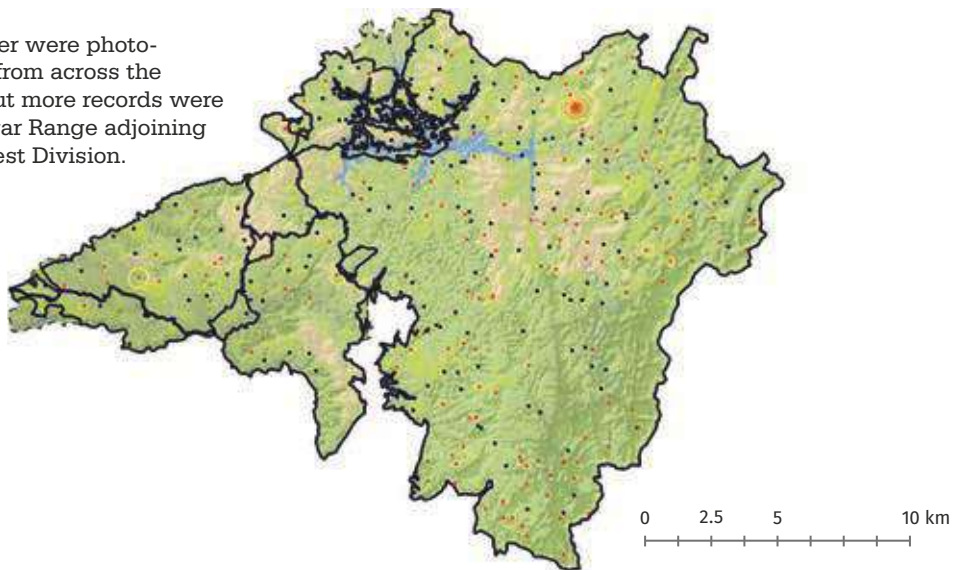 er were photo-
from across the
ut more records were
ar Range adjoining
est Division.
0 2.5 5 10 km